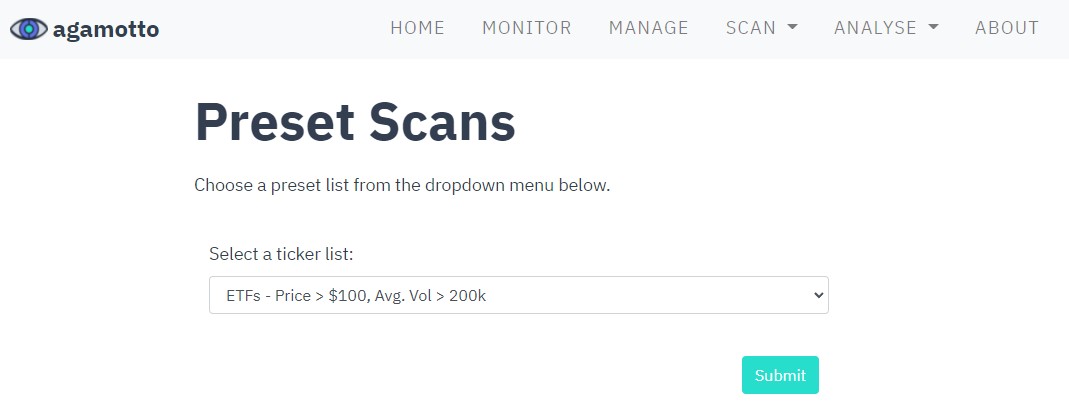 agamotto HOME MONITOR MANAGE SCAN ANALYSE ABOUT
Preset Scans
Choose a preset list from the dropdown menu below.
Select a ticker list:
ETFs - Price > $100, Avg. Vol > 200k
Submit